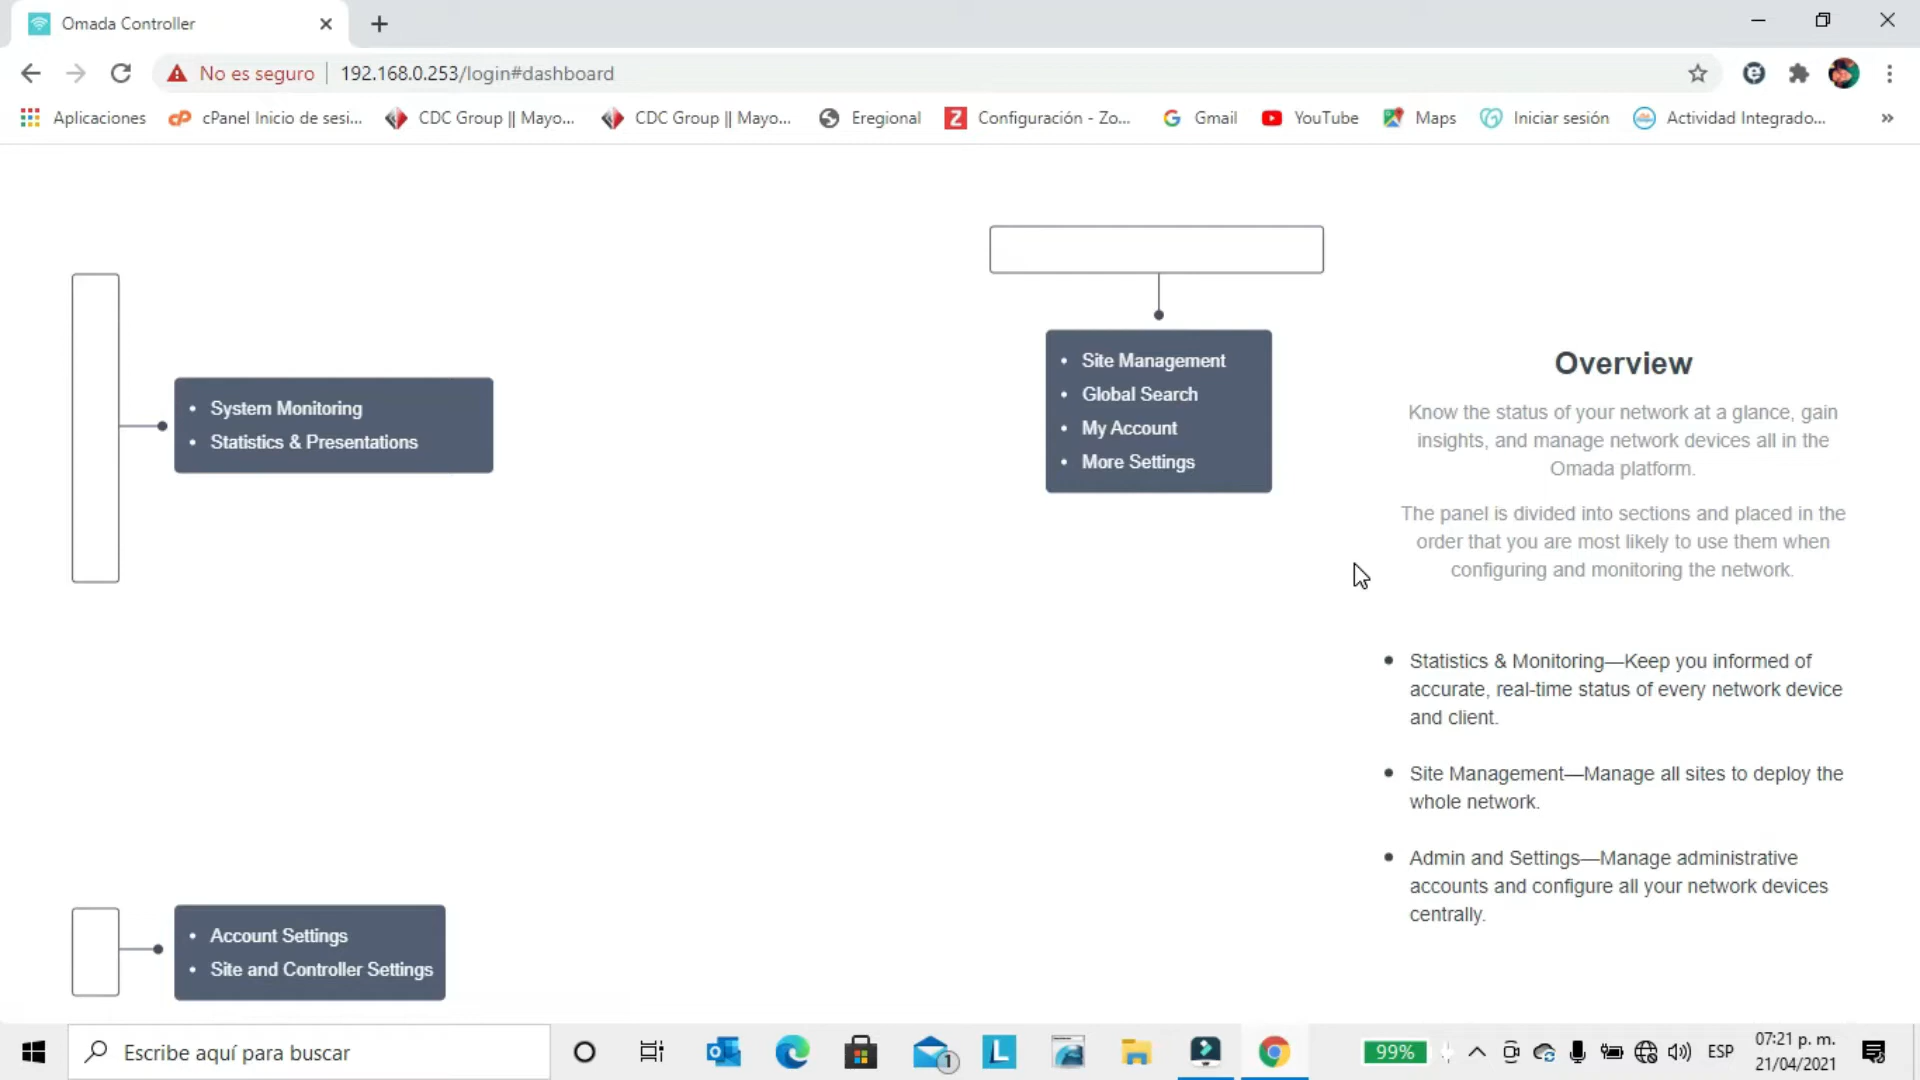 Omada Controller
No es seguro
192.168.0.253/login#dashboard
Aplicaciones
cPanel Inicio de sesi...
CDC Group || Mayo...
CDC Group || Mayo...
Eregional
Z
Configuración - Zo...
Gmail
YouTube
Maps
Iniciar sesión
Actividad Integrado...
»
• Site Management
• Global Search
• My Account
• More Settings
• System Monitoring
• Statistics & Presentations
Overview
Know the status of your network at a glance, gain
insights, and manage network devices all in the
Omada platform.
The panel is divided into sections and placed in the
order that you are most likely to use them when
configuring and monitoring the network.
• Statistics & Monitoring—Keep you informed of
accurate, real-time status of every network device
and client.
• Site Management—Manage all sites to deploy the
whole network.
• Admin and Settings—Manage administrative
accounts and configure all your network devices
centrally.
• Account Settings
• Site and Controller Settings
Escribe aquí para buscar
1
L
99%
ESP
07:21 p. m.
21/04/2021